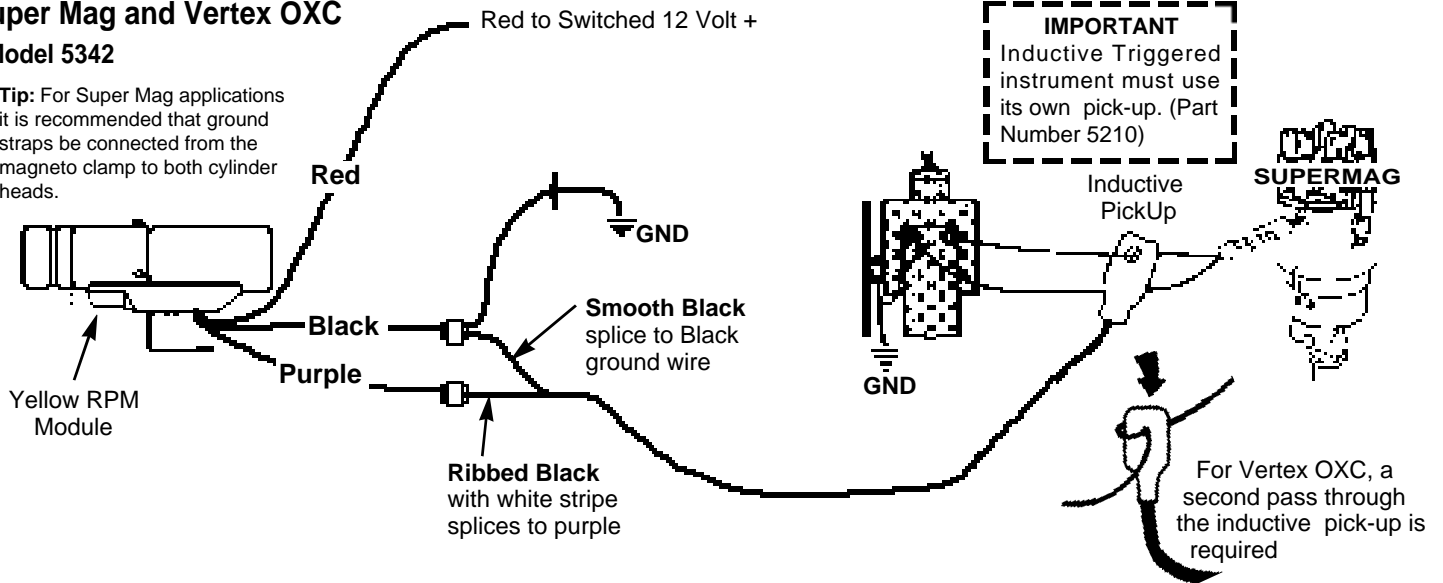 uper Mag and Vertex OXC
odel 5342
Tip: For Super Mag applications
it is recommended that ground
straps be connected from the
magneto clamp to both cylinder
heads.
Red to Switched 12 Volt +
IMPORTANT
Inductive Triggered
instrument must use
its own pick-up. (Part
Number 5210)
Red
Inductive
PickUp
SUPERMAG
GND
Smooth Black
splice to Black
ground wire
Black
Purple
GND
Yellow RPM
Module
Ribbed Black
with white stripe
splices to purple
For Vertex OXC, a
second pass through
the inductive pick-up is
required